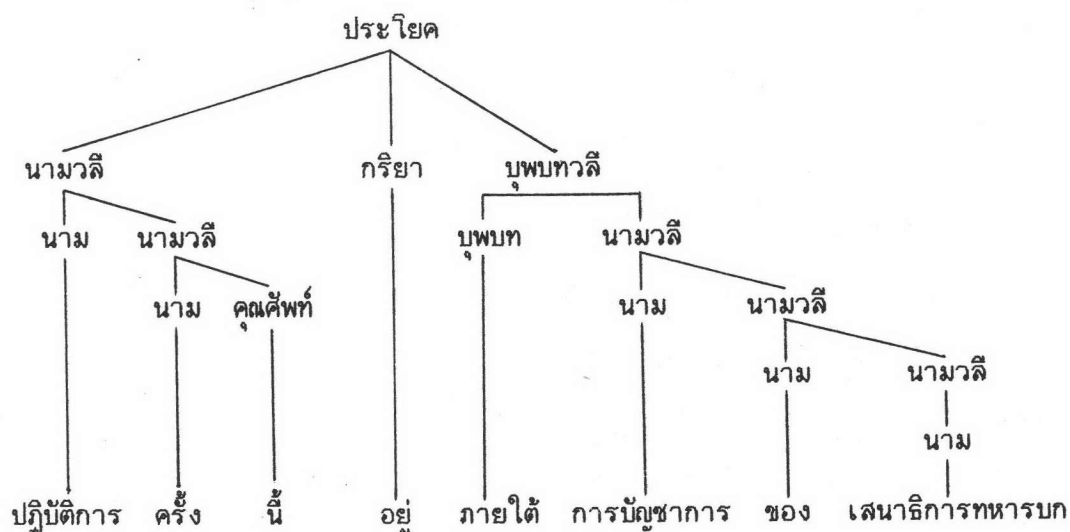 ประโยค
นามวลี กริยา บุพบทวลี
นาม นามวลี บุพบท นามวลี
นาม คุณศัพท์ นาม นามวลี
นาม นามวลี
นาม
ปฏิบัติการ ครั้ง นี้ อยู่ ภายใต้ การบัญชาการ ของ เสนาธิการทหารบก